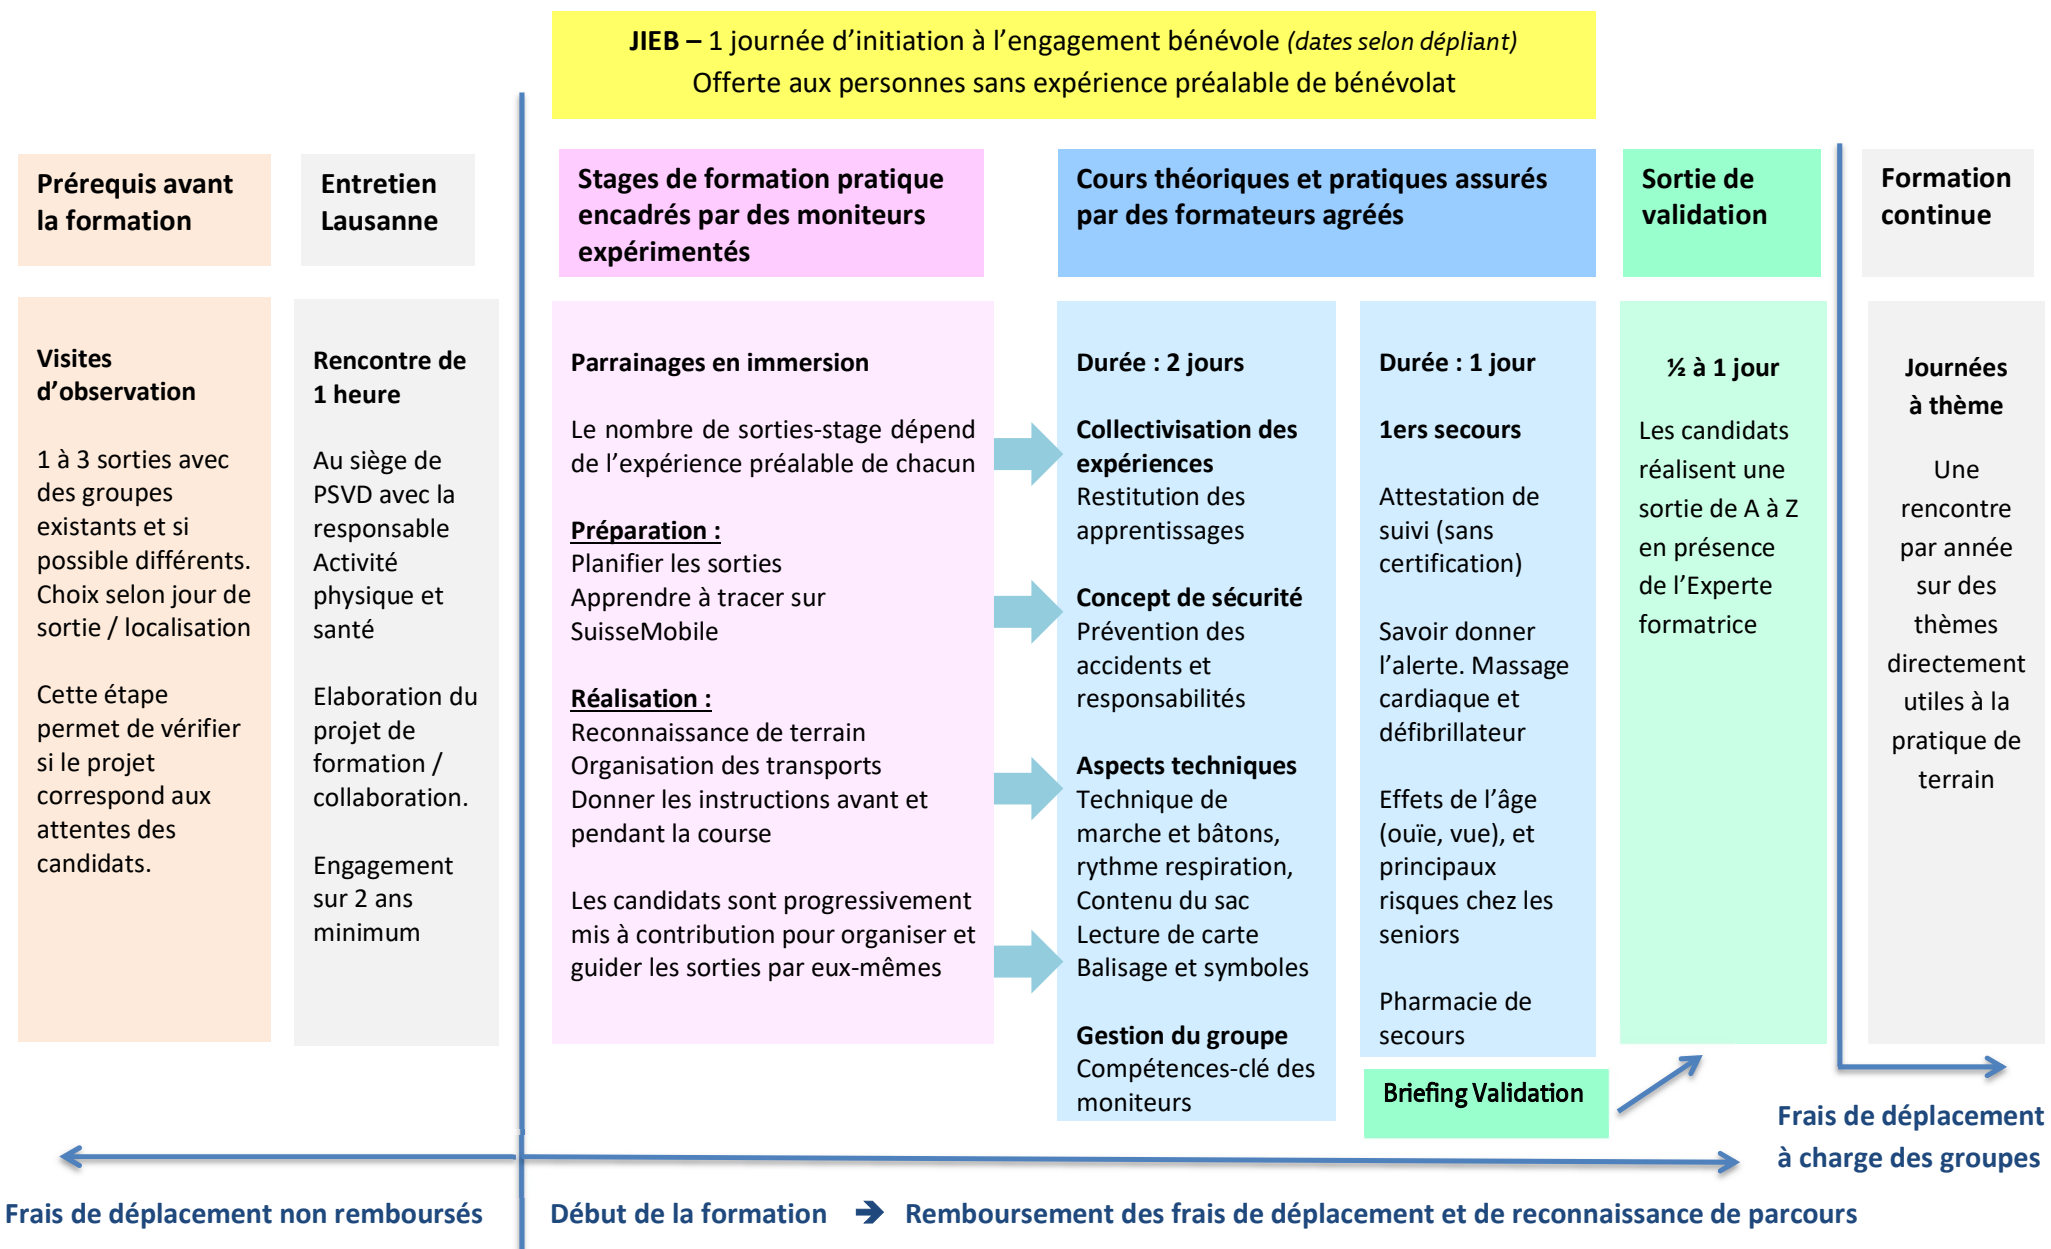 JIEB – 1 journée d’initiation à l’engagement bénévole (dates selon dépliant)
Offerte aux personnes sans expérience préalable de bénévolat
Prérequis avant
la formation
Entretien
Lausanne
Stages de formation pratique
encadrés par des moniteurs
expérimentés
Cours théoriques et pratiques assurés
par des formateurs agréés
Sortie de
validation
Formation
continue
Visites
d’observation
1 à 3 sorties avec
des groupes
existants et si
possible différents.
Choix selon jour de
sortie / localisation
Cette étape
permet de vérifier
si le projet
correspond aux
attentes des
candidats.
Rencontre de
1 heure
Au siège de
PSVD avec la
responsable
Activité
physique et
santé
Elaboration du
projet de
formation /
collaboration.
Engagement
sur 2 ans
minimum
Parrainages en immersion
Le nombre de sorties-stage dépend
de l’expérience préalable de chacun
Préparation :
Planifier les sorties
Apprendre à tracer sur
SuisseMobile
Réalisation :
Reconnaissance de terrain
Organisation des transports
Donner les instructions avant et
pendant la course
Les candidats sont progressivement
mis à contribution pour organiser et
guider les sorties par eux-mêmes
Durée : 2 jours
Collectivisation des
expériences
Restitution des
apprentissages
Concept de sécurité
Prévention des
accidents et
responsabilités
Aspects techniques
Technique de
marche et bâtons,
rythme respiration,
Contenu du sac
Lecture de carte
Balisage et symboles
Gestion du groupe
Compétences-clé des
moniteurs
Durée : 1 jour
1ers secours
Attestation de
suivi (sans
certification)
Savoir donner
l’alerte. Massage
cardiaque et
défibrillateur
Effets de l’âge
(ouïe, vue), et
principaux
risques chez les
seniors
Pharmacie de
secours
Briefing Validation
½ à 1 jour
Les candidats
réalisent une
sortie de A à Z
en présence
de l’Experte
formatrice
Journées
à thème
Une
rencontre
par année
sur des
thèmes
directement
utiles à la
pratique de
terrain
Frais de déplacement
à charge des groupes
Frais de déplacement non remboursés
Début de la formation 🡺 Remboursement des frais de déplacement et de reconnaissance de parcours